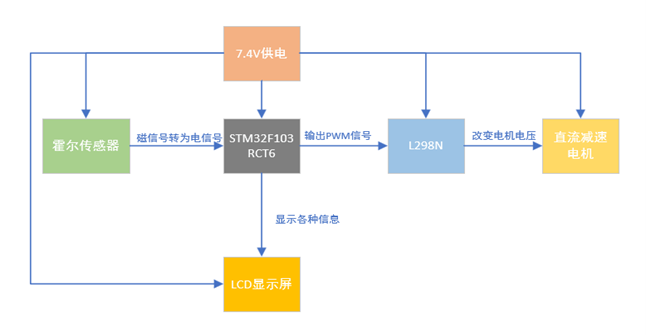 7.4V供电
霍尔传感器
磁信号转为电信号
STM32F103
RCT6
输出PWM信号
L298N
改变电机电压
直流减速
电机
显示各种信息
LCD显示屏